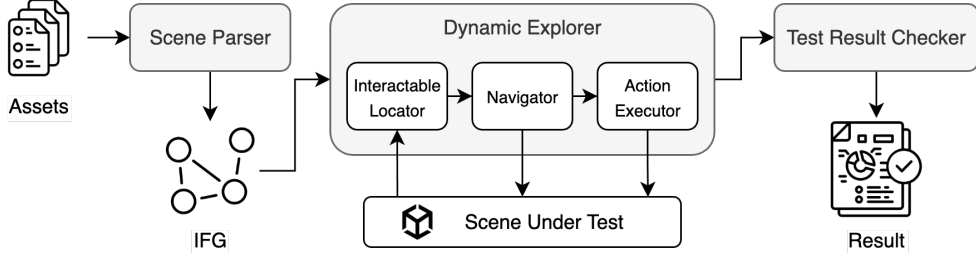 Assets
Scene Parser
IFG
Dynamic Explorer
Interactable
Locator
Navigator
Action
Executor
Scene Under Test
Test Result Checker
Result